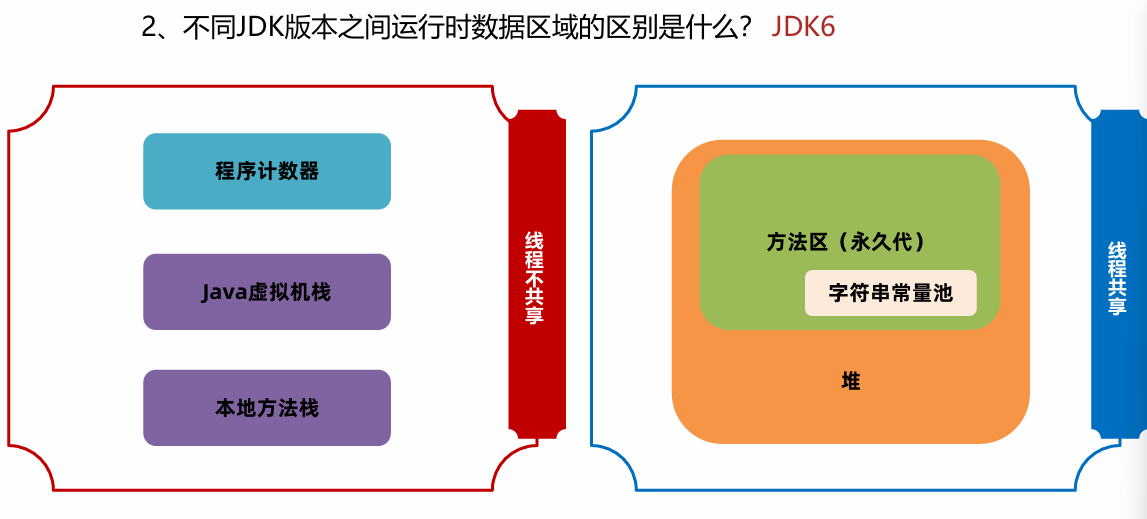 2、不同JDK版本之间运行时数据区域的区别是什么? JDK6
程序计数器
Java虚拟机栈
本地方法栈
线程不共享
方法区（永久代）
字符串常量池
堆
线程共享